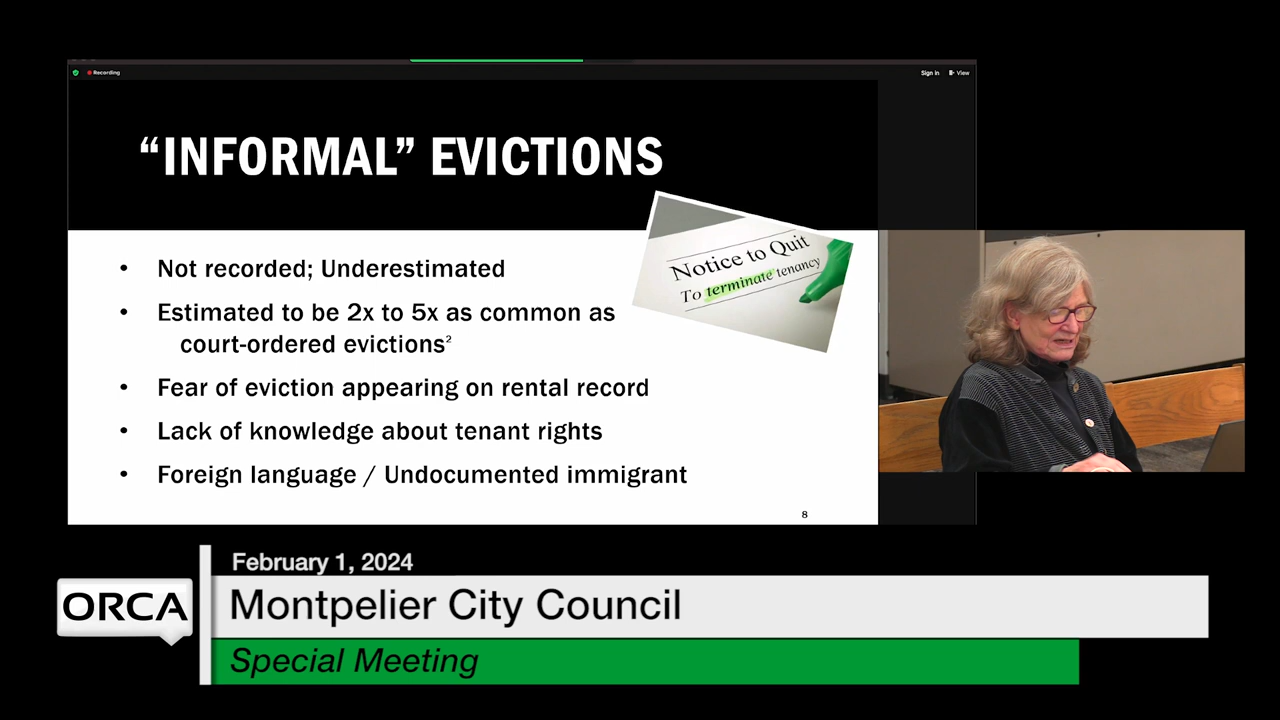 Recording
Sign In
View
“INFORMAL” EVICTIONS
Notice to Quit
To terminate tenancy
• Not recorded; Underestimated
• Estimated to be 2x to 5x as common as
court-ordered evictions²
• Fear of eviction appearing on rental record
• Lack of knowledge about tenant rights
• Foreign language / Undocumented immigrant
8
February 1, 2024
ORCA
Montpelier City Council
Special Meeting